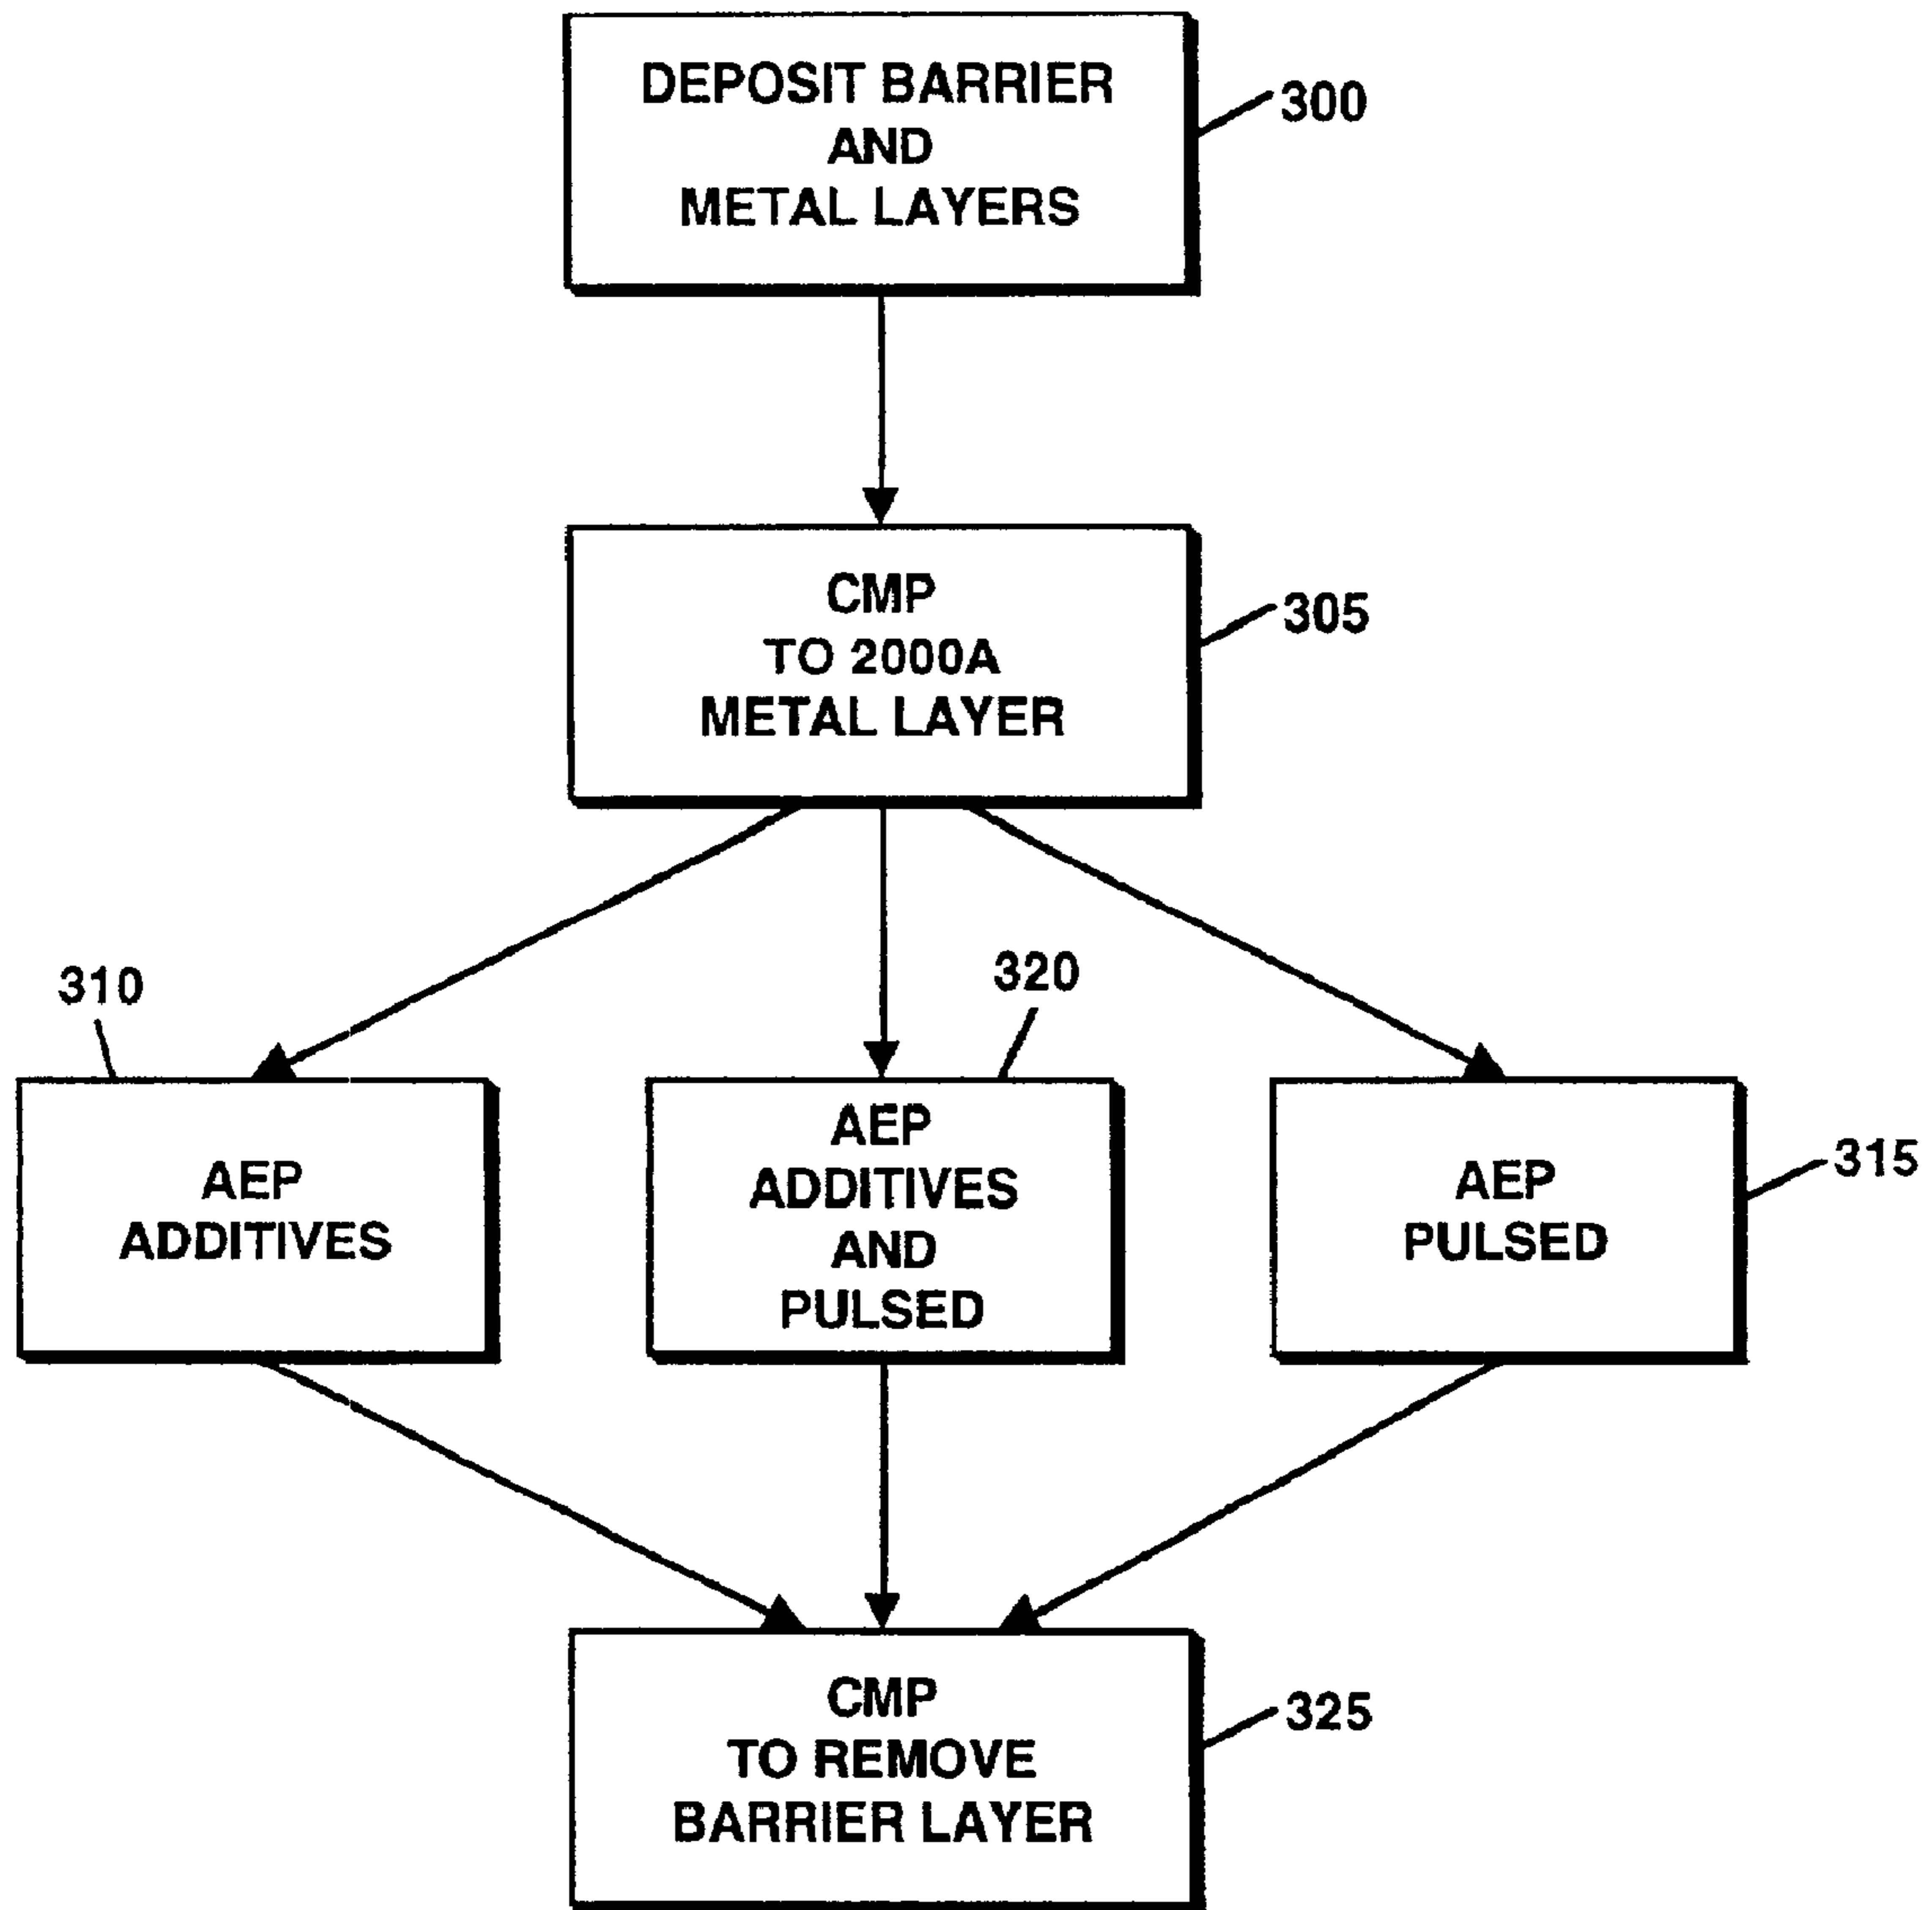 DEPOSIT BARRIER
AND
METAL LAYERS
300
CMP
TO 2000A
METAL LAYER
305
310
AEP
ADDITIVES
320
AEP
ADDITIVES
AND
PULSED
AEP
PULSED
315
CMP
TO REMOVE
BARRIER LAYER
325